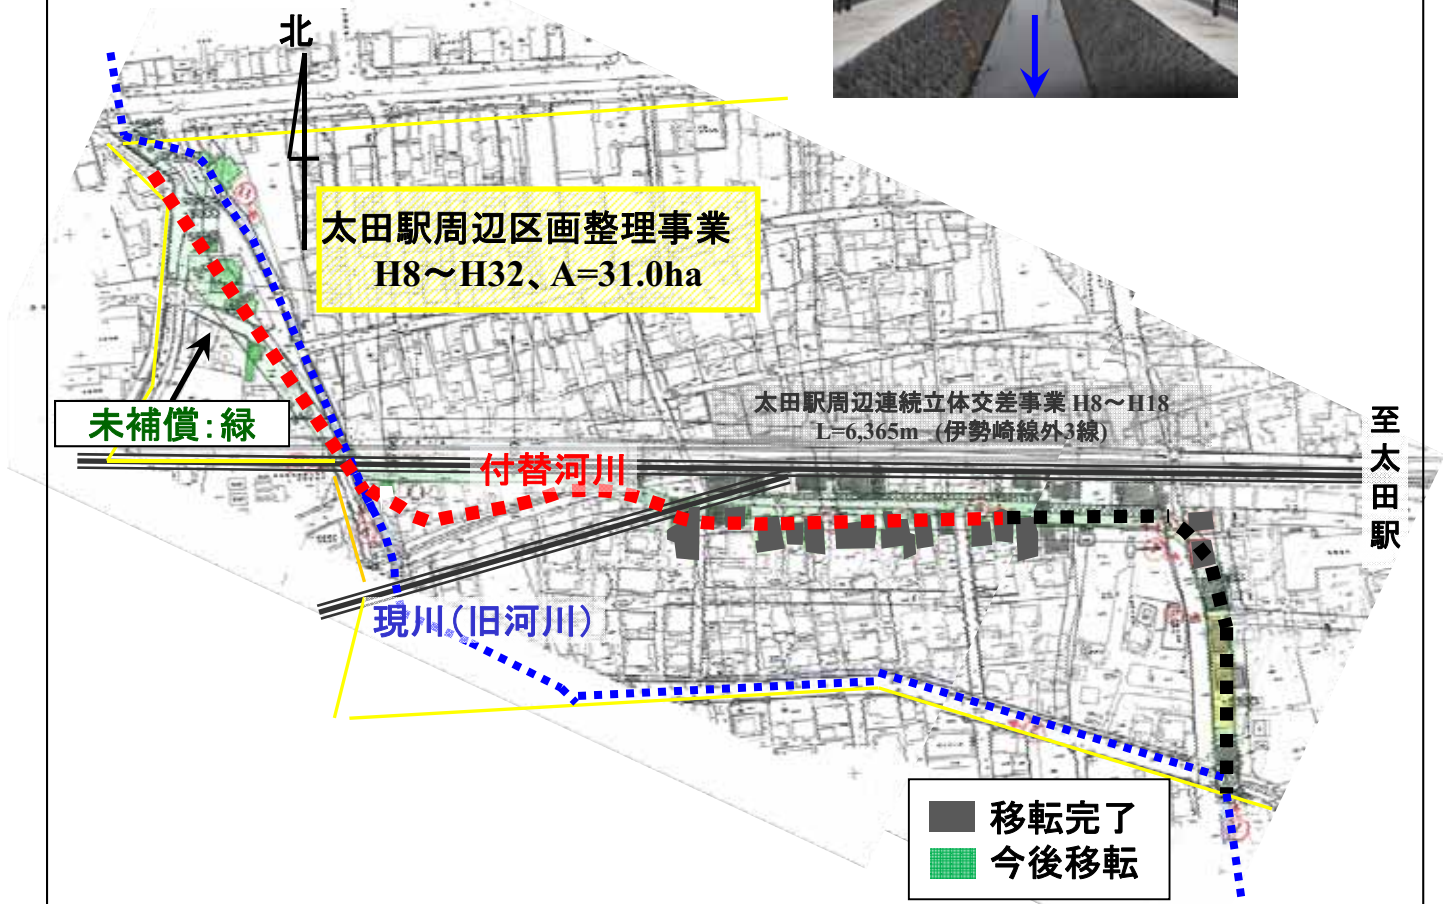 北
太田駅周辺区画整理事業
H8～H32、A=31.0ha
未補償：緑
太田駅周辺連続立体交差事業 H8～H18
L=6,365m (伊勢崎線外3線)
至太田駅
付替河川
現川(旧河川)
移転完了
今後移転